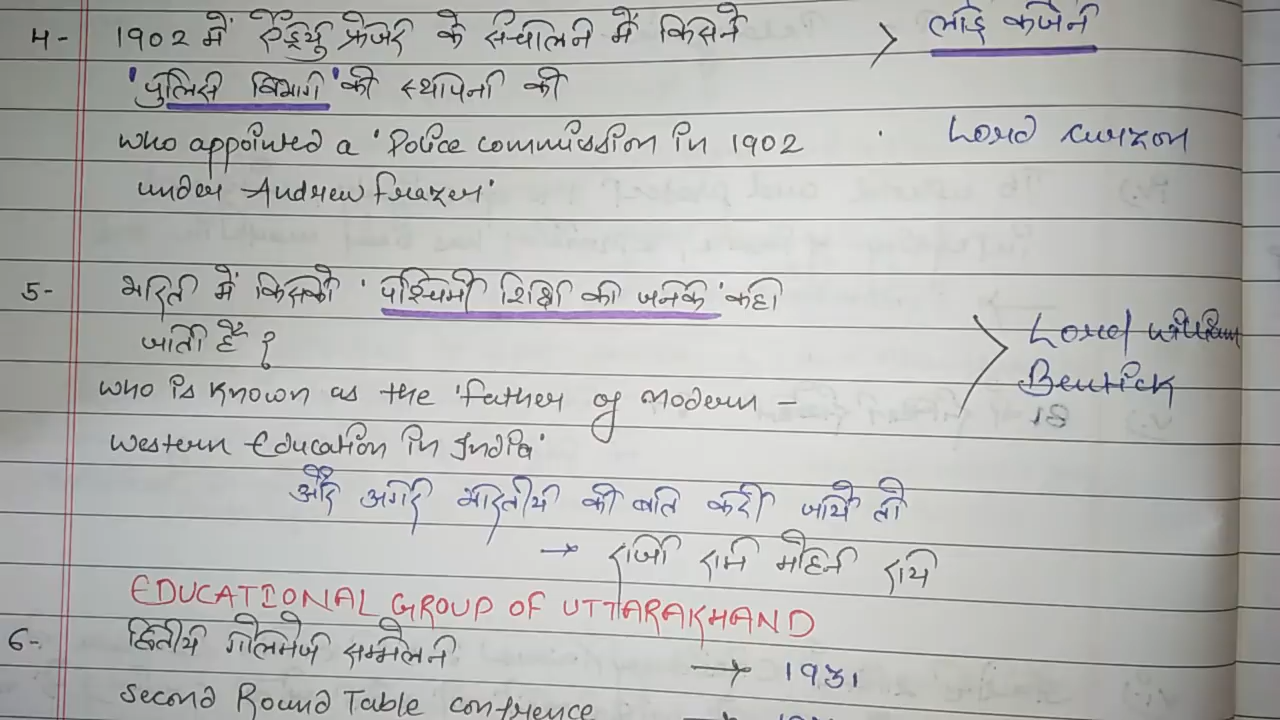 4- 1902 में ऐंड्रियु फ्रेजर के संचालन में किसने > लार्ड कर्जन
'पुलिस विभाग' की स्थापना की
who appointed a 'Police commission in 1902 Lord curzon
under Andrew frazer'
5- भारत में किसको 'पश्चिमी शिक्षा का जनक' कहा
जाता है ? > Lord william
Bentick
who is known as the 'father of modern -
western Education in India'
और अगर भारतीय की बात करी जाये तो
→ राजा राम मोहन राय
EDUCATIONAL GROUP OF UTTARAKHAND
6- द्वितीय गोलमेज सम्मेलन → 1931
Second Round Table confrence